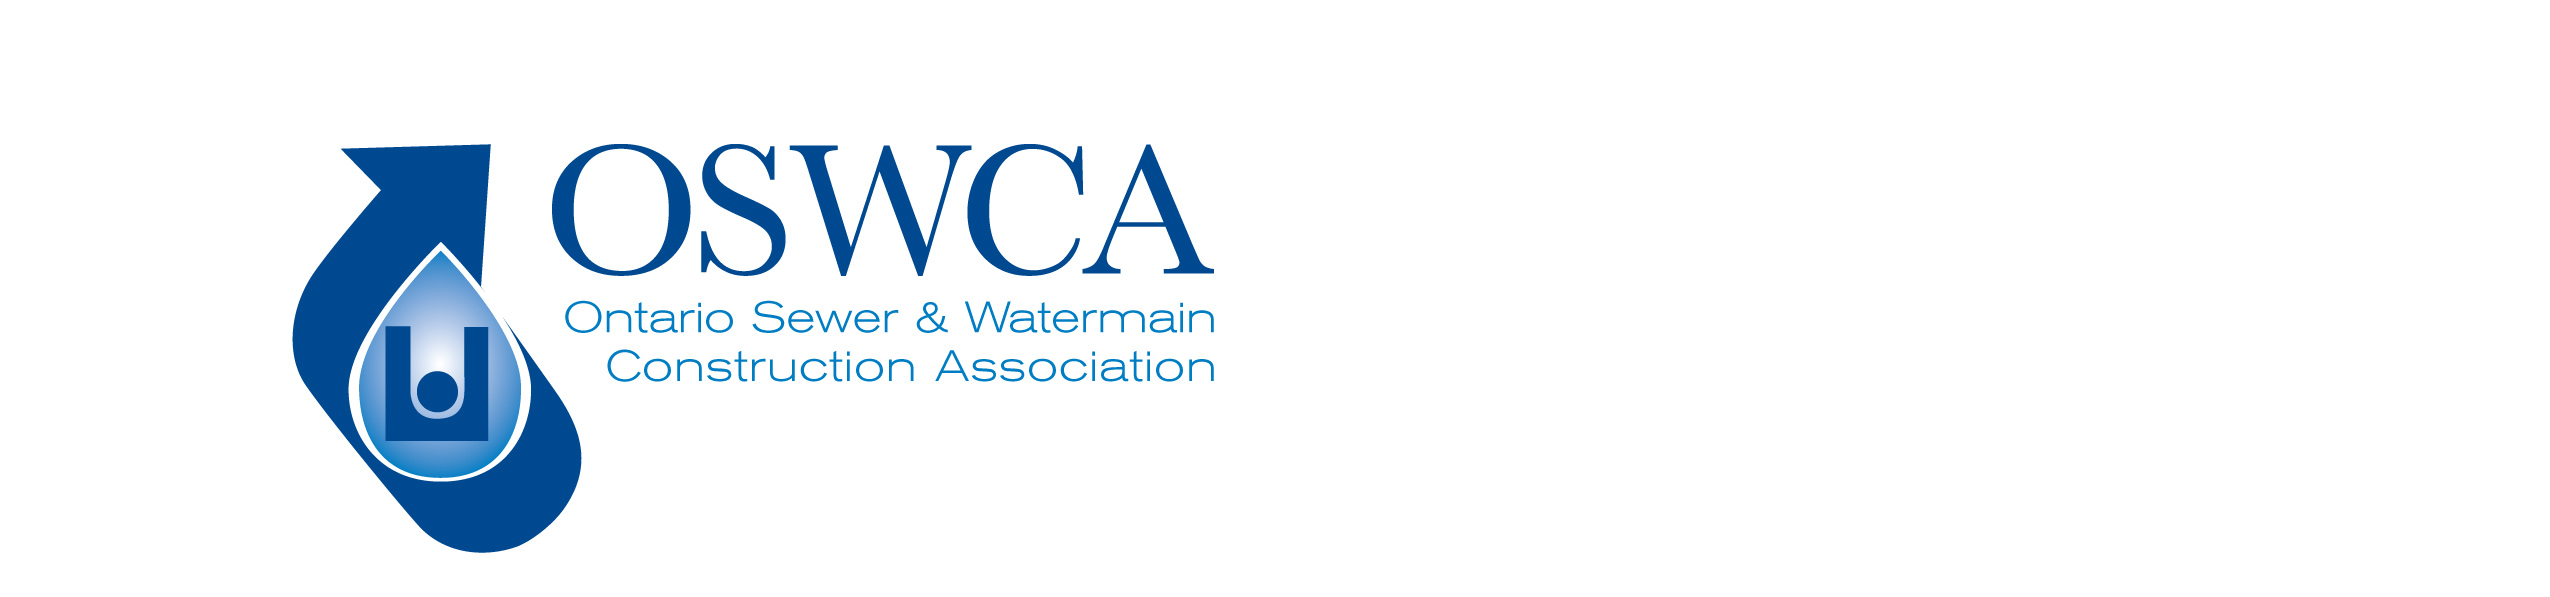 OSWCA
Ontario Sewer & Watermain
Construction Association